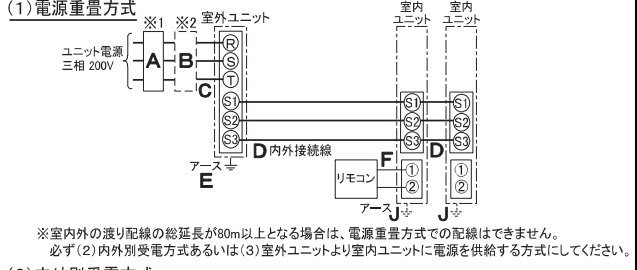 (1)電源重畳方式
※1 ※2 室外ユニット
室内
ユニット
室内
ユニット
ユニット電源
三相 200V
A B C
R
S
T
S1 S1 S1
S2 S2 S2
S3 S3 S3
D 内外接続線
D
アース
E
F
リモコン
① ①
② ②
アース J J
※室内外の渡り配線の総延長が80m以上となる場合は、電源重畳方式での配線はできません。
必ず(2)内外別受電方式あるいは(3)室外ユニットより室内ユニットに電源を供給する方式にしてください。